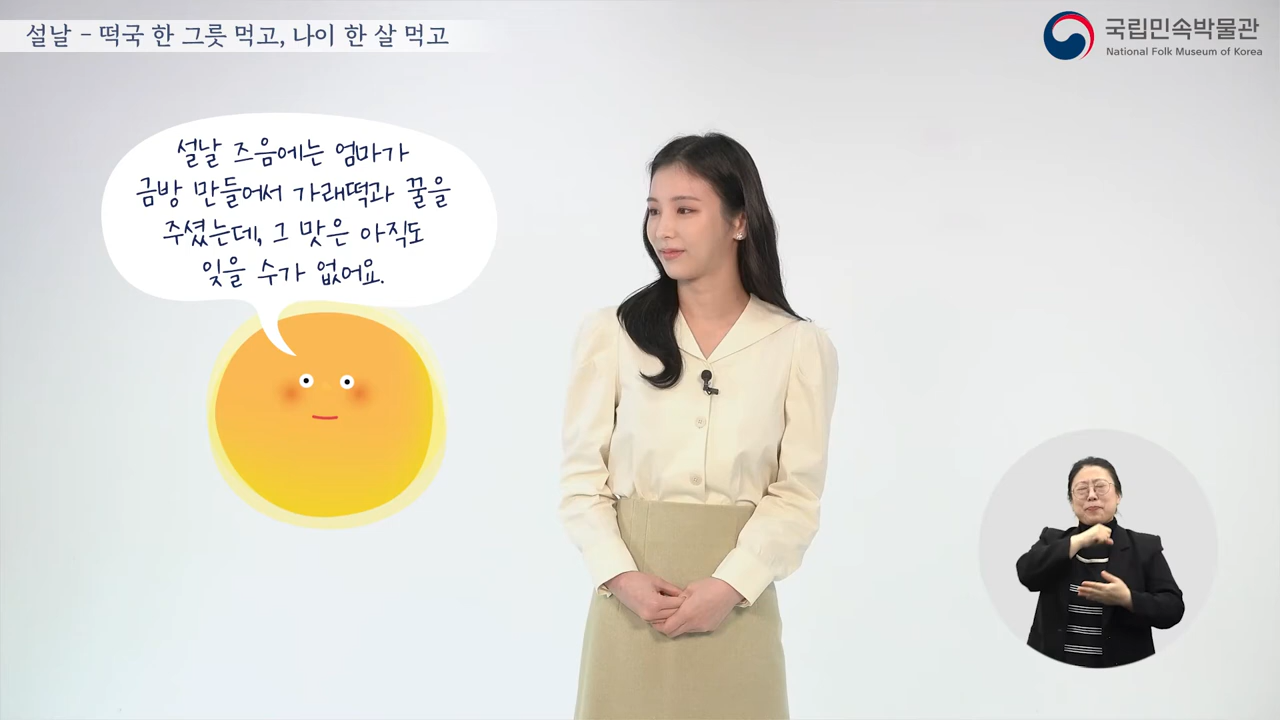 설날 - 떡국 한 그릇 먹고, 나이 한 살 먹고
국립민속박물관
National Folk Museum of Korea
설날 즈음에는 엄마가
금방 만들어서 가래떡과 꿀을
주셨는데, 그 맛은 아직도
잊을 수가 없어요.